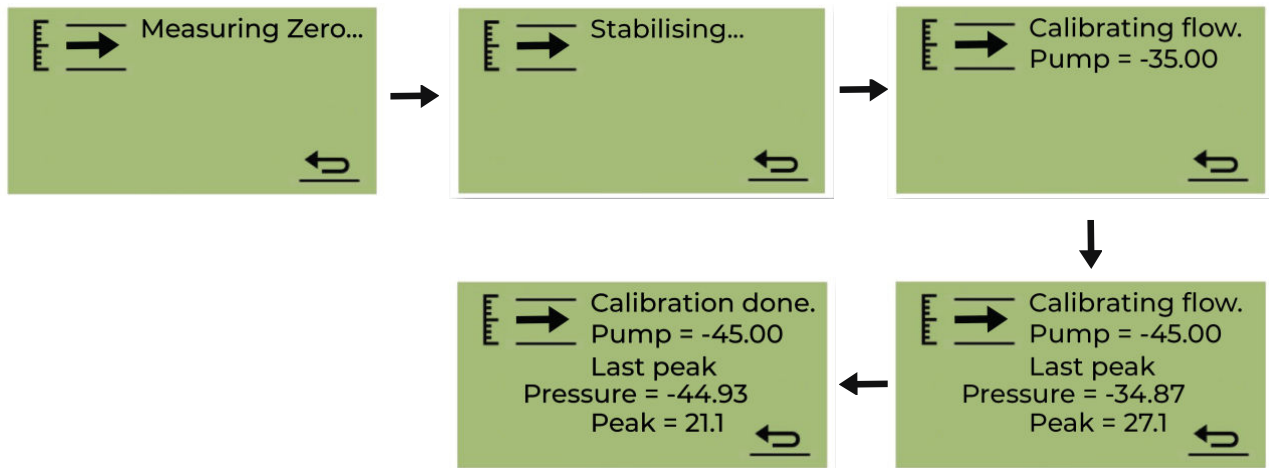 Measuring Zero...
Stabilising...
Calibrating flow.
Pump = -35.00
Calibrating flow.
Pump = -45.00
Last peak
Pressure = -34.87
Peak = 27.1
Calibration done.
Pump = -45.00
Last peak
Pressure = -44.93
Peak = 21.1